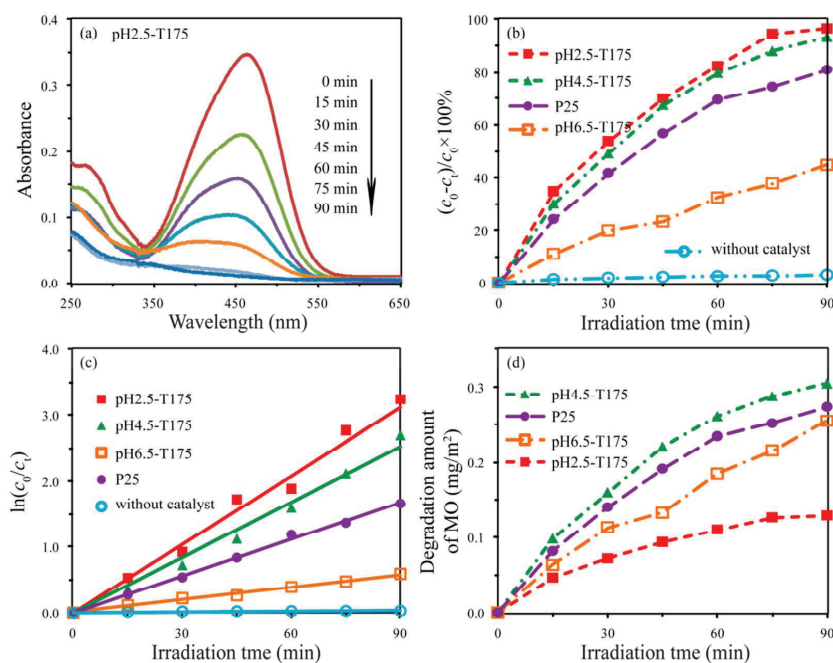 (a) pH2.5-T175
0 min
15 min
30 min
45 min
60 min
75 min
90 min
Absorbance
0.4
0.3
0.2
0.1
0.0
250 350 450 550 650
Wavelength (nm)
(b)
pH2.5-T175
pH4.5-T175
P25
pH6.5-T175
without catalyst
(c₀-cₜ)/c₀×100%
100
80
60
40
20
0
0 30 60 90
Irradiation tme (min)
(c)
pH2.5-T175
pH4.5-T175
pH6.5-T175
P25
without catalyst
ln(c₀/cₜ)
4.0
3.0
2.0
1.0
0.0
0 30 60 90
Irradiation tme (min)
(d)
pH4.5-T175
P25
pH6.5-T175
pH2.5-T175
Degradation amount
of MO (mg/m²)
0.3
0.2
0.1
0.0
0 30 60 90
Irradiation tme (min)